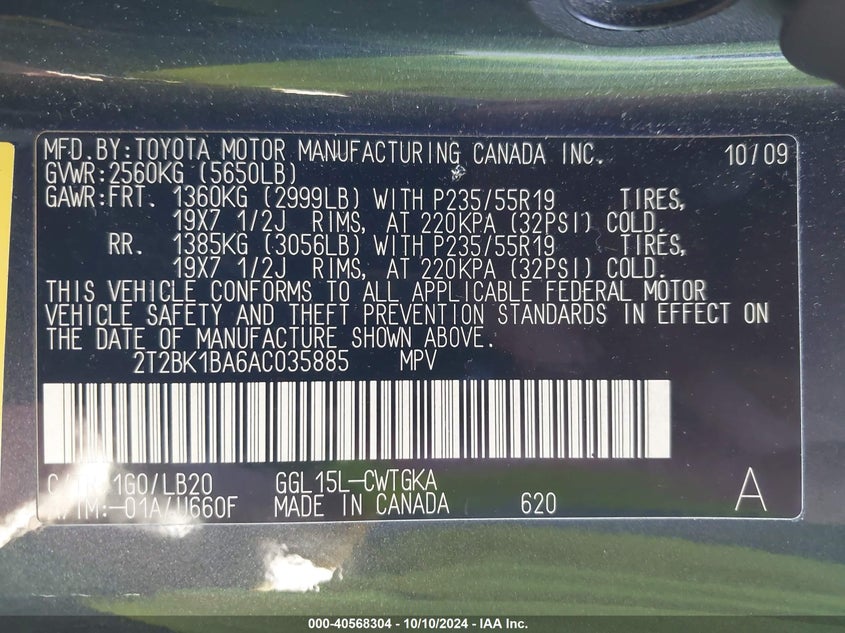 MFD.BY:TOYOTA MOTOR MANUFACTURING CANADA INC. 10/09
GVWR:2560KG (5650LB)
GAWR:FRT. 1360KG (2999LB) WITH P235/55R19 TIRES,
19X7 1/2J RIMS, AT 220KPA (32PSI) COLD.
RR. 1385KG (3056LB) WITH P235/55R19 TIRES,
19X7 1/2J RIMS, AT 220KPA (32PSI) COLD.
THIS VEHICLE CONFORMS TO ALL APPLICABLE FEDERAL MOTOR
VEHICLE SAFETY AND THEFT PREVENTION STANDARDS IN EFFECT ON
THE DATE OF MANUFACTURE SHOWN ABOVE.
2T2BK1BA6AC035885 MPV
1G0/LB20 GGL15L-CWTGKA
-01A/U660F MADE IN CANADA 620 A
000-40568304 - 10/10/2024 - IAA Inc.